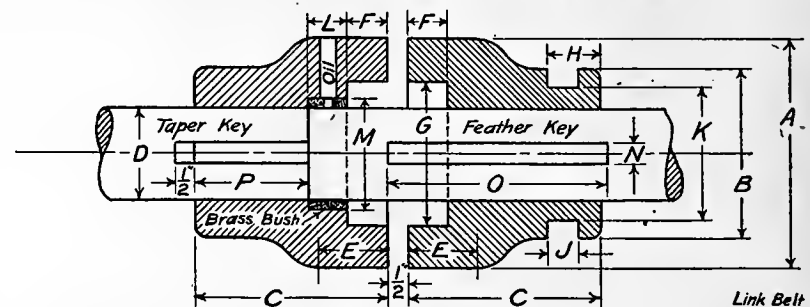 L F F
H
Oil
Taper Key
Feather Key
D M G N K A
1/2" P O B
Brass Bush
E E J
C 1/2" C
Link Belt